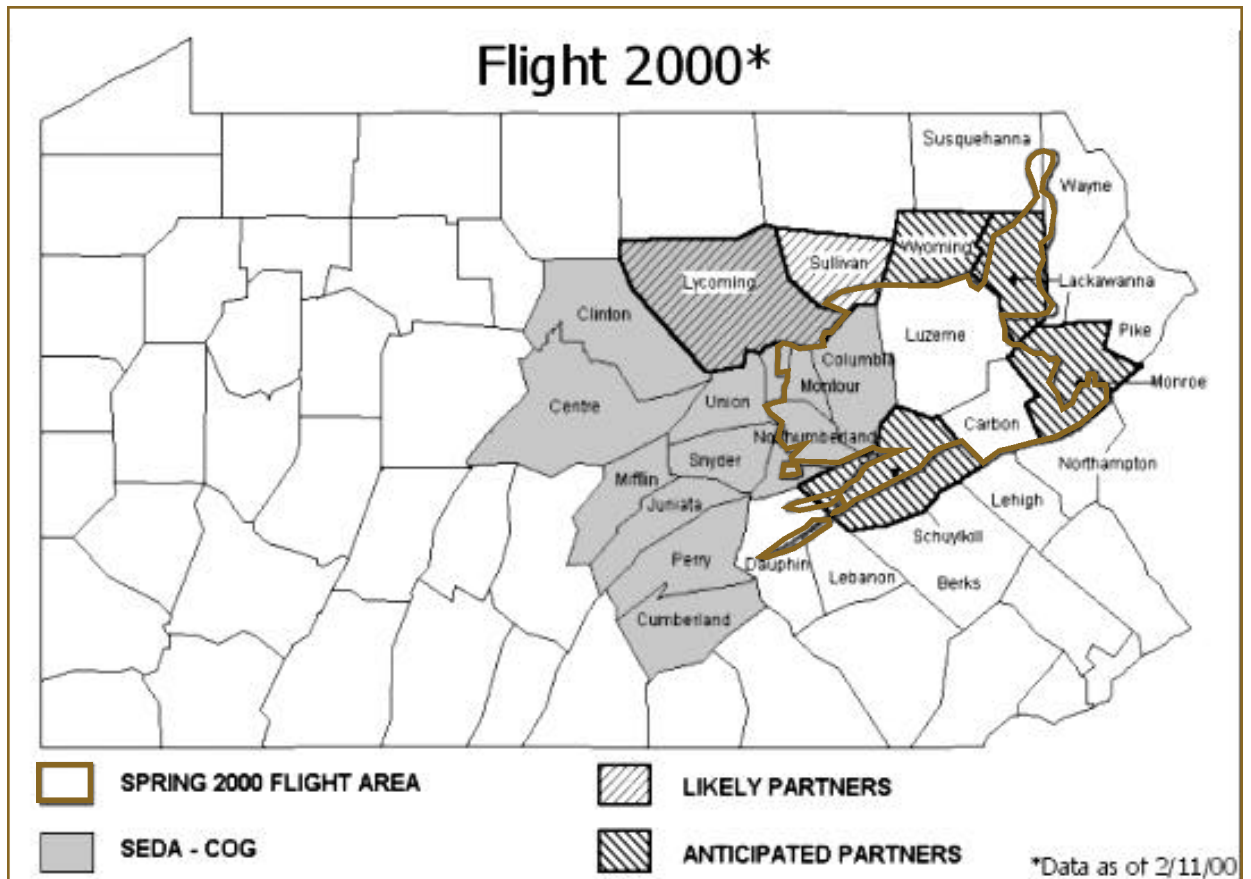 Flight 2000*
Susquehanna
Wayne
Wyoming
Sullivan
Lycoming
Lackawanna
Clinton
Luzerne
Pike
Columbia
Montour
Monroe
Union
Centre
Carbon
Northumberland
Snyder
Northampton
Mifflin
Lehigh
Juniata
Schuylkill
Perry
Dauphin
Lebanon
Berks
Cumberland
SPRING 2000 FLIGHT AREA
LIKELY PARTNERS
SEDA - COG
ANTICIPATED PARTNERS
*Data as of 2/11/00